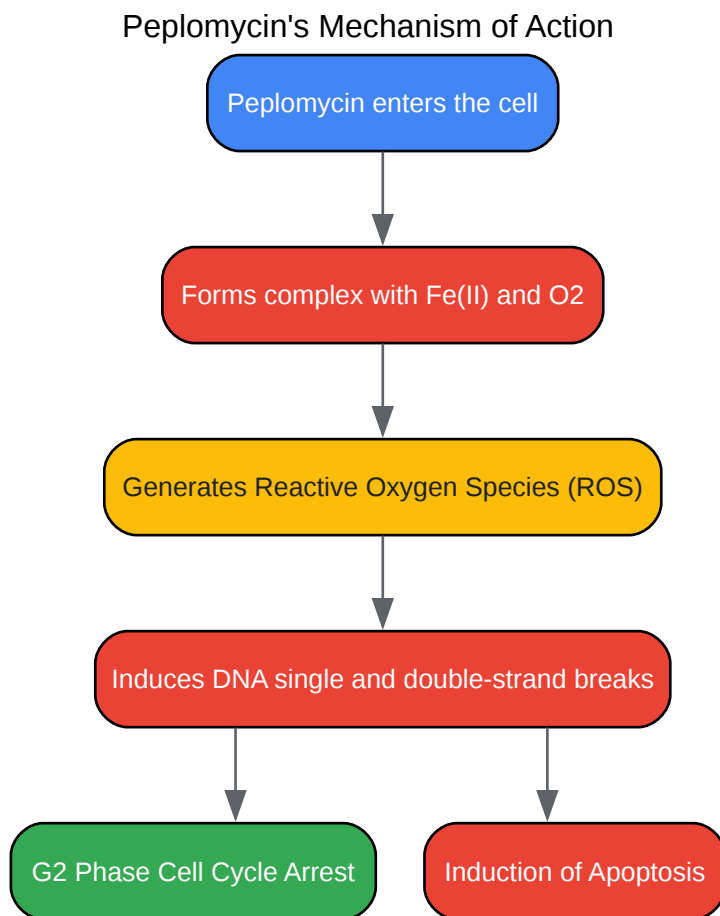 Peplomycin's Mechanism of Action
Peplomycin enters the cell
Forms complex with Fe(II) and O2
Generates Reactive Oxygen Species (ROS)
Induces DNA single and double-strand breaks
G2 Phase Cell Cycle Arrest
Induction of Apoptosis